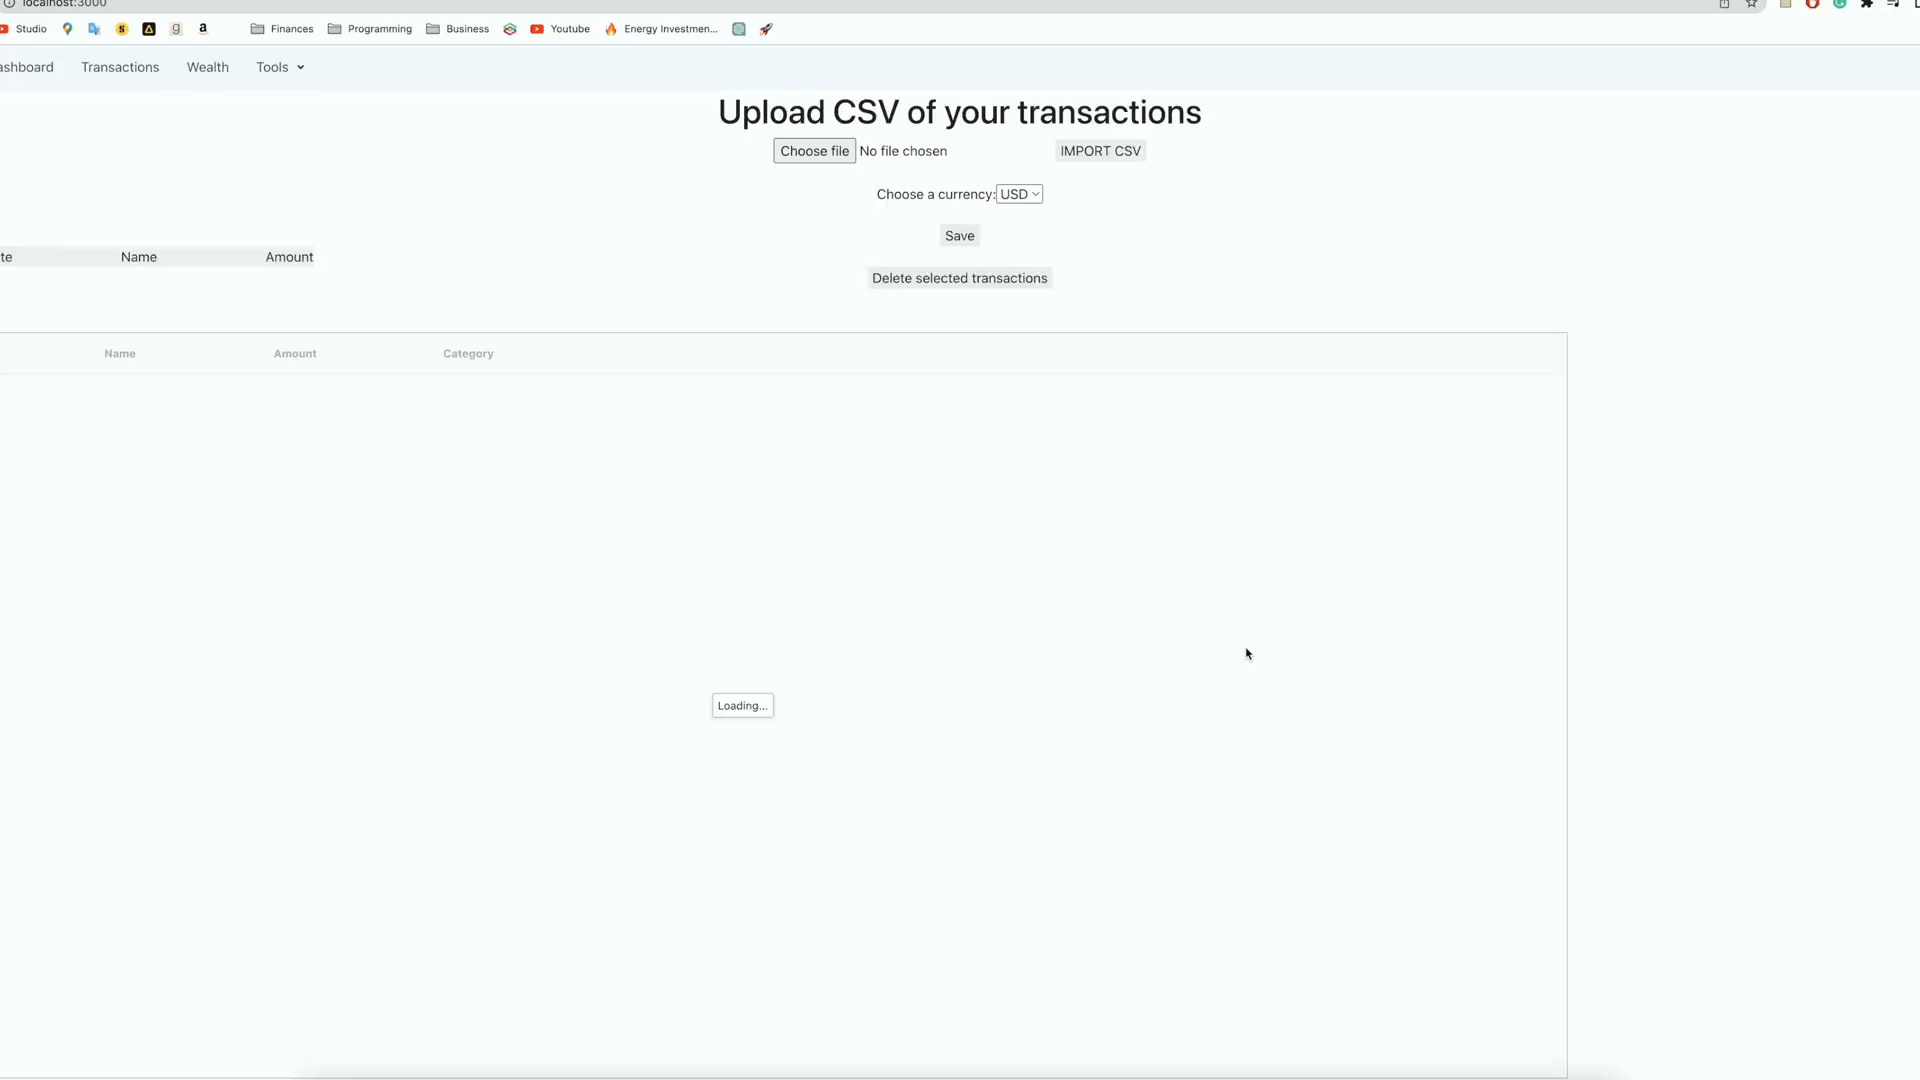 localhost:3000
Studio Finances Programming Business Youtube Energy Investmen...
ashboard Transactions Wealth Tools
Upload CSV of your transactions
Choose file No file chosen IMPORT CSV
Choose a currency: USD
Save
te Name Amount
Delete selected transactions
Name Amount Category
Loading...